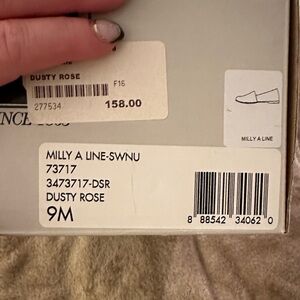 DUSTY ROSE
F16
277534 158.00
MILLY A LINE
MILLY A LINE-SWNU
73717
3473717-DSR
DUSTY ROSE
9M
8 88542 34062 0